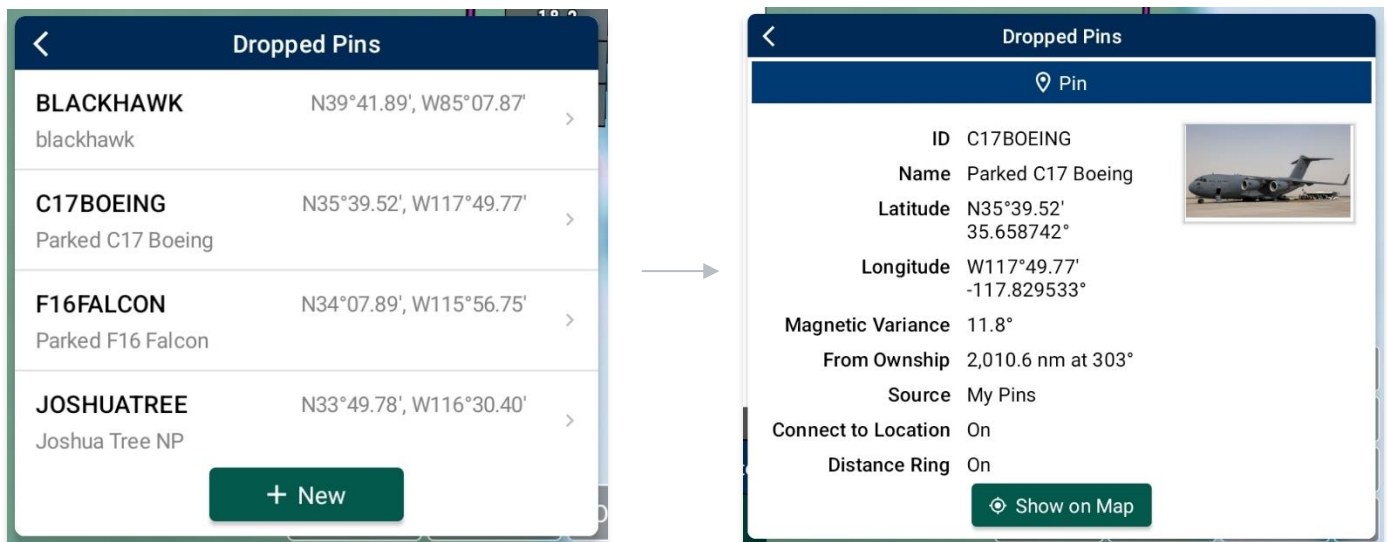 Dropped Pins
BLACKHAWK N39°41.89', W85°07.87'
blackhawk
C17BOEING N35°39.52', W117°49.77'
Parked C17 Boeing
F16FALCON N34°07.89', W115°56.75'
Parked F16 Falcon
JOSHUATREE N33°49.78', W116°30.40'
Joshua Tree NP
+ New
Dropped Pins
Pin
ID C17BOEING
Name Parked C17 Boeing
Latitude N35°39.52'
35.658742°
Longitude W117°49.77'
-117.829533°
Magnetic Variance 11.8°
From Ownship 2,010.6 nm at 303°
Source My Pins
Connect to Location On
Distance Ring On
Show on Map